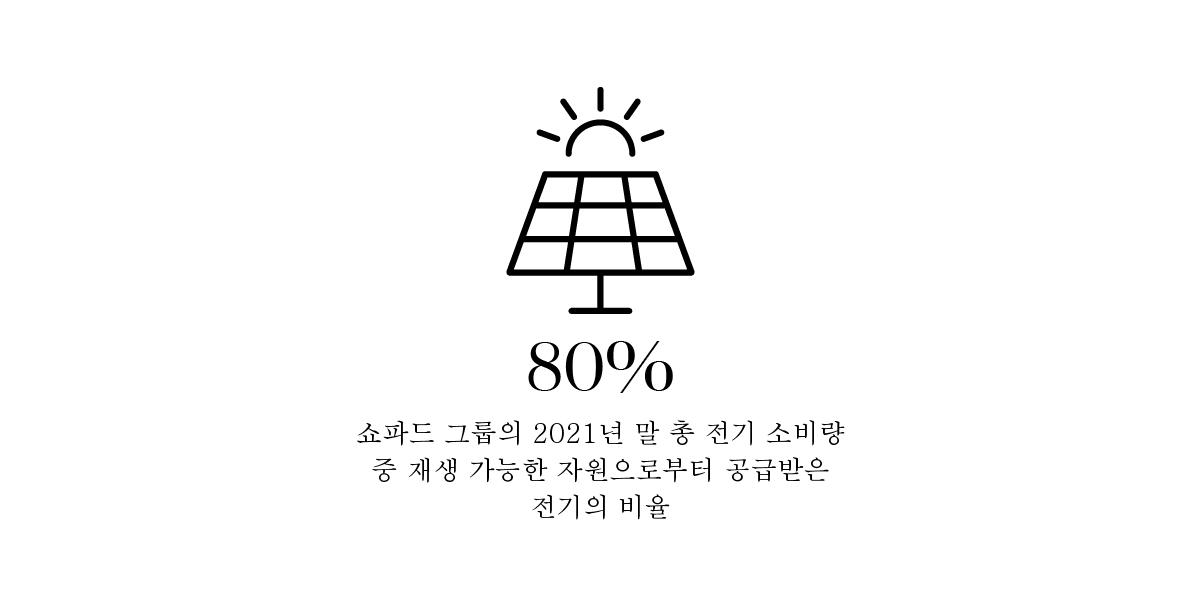 80%
쇼파드 그룹의 2021년 말 총 전기 소비량
중 재생 가능한 자원으로부터 공급받은
전기의 비율